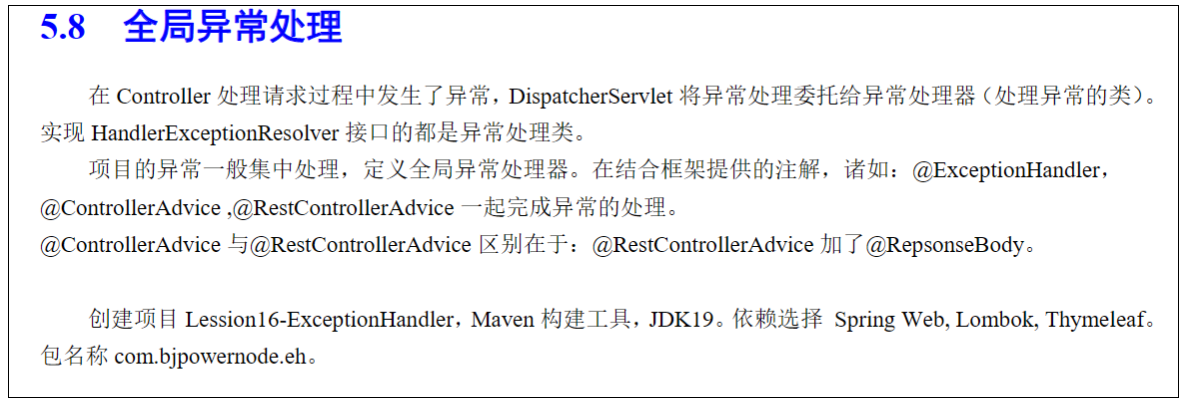 5.8 全局异常处理
在 Controller 处理请求过程中发生了异常，DispatcherServlet 将异常处理委托给异常处理器（处理异常的类）。
实现 HandlerExceptionResolver 接口的都是异常处理类。
项目的异常一般集中处理，定义全局异常处理器。在结合框架提供的注解，诸如：@ExceptionHandler，
@ControllerAdvice ,@RestControllerAdvice 一起完成异常的处理。
@ControllerAdvice 与@RestControllerAdvice 区别在于：@RestControllerAdvice 加了@RepsonseBody。
创建项目 Lession16-ExceptionHandler，Maven 构建工具，JDK19。依赖选择 Spring Web, Lombok, Thymeleaf。
包名称 com.bjpowernode.eh。